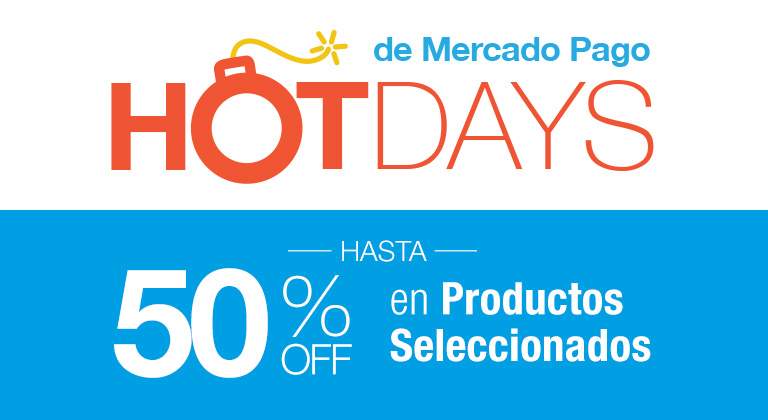 de Mercado Pago
HOTDAYS
HASTA
50% OFF
en Productos
Seleccionados